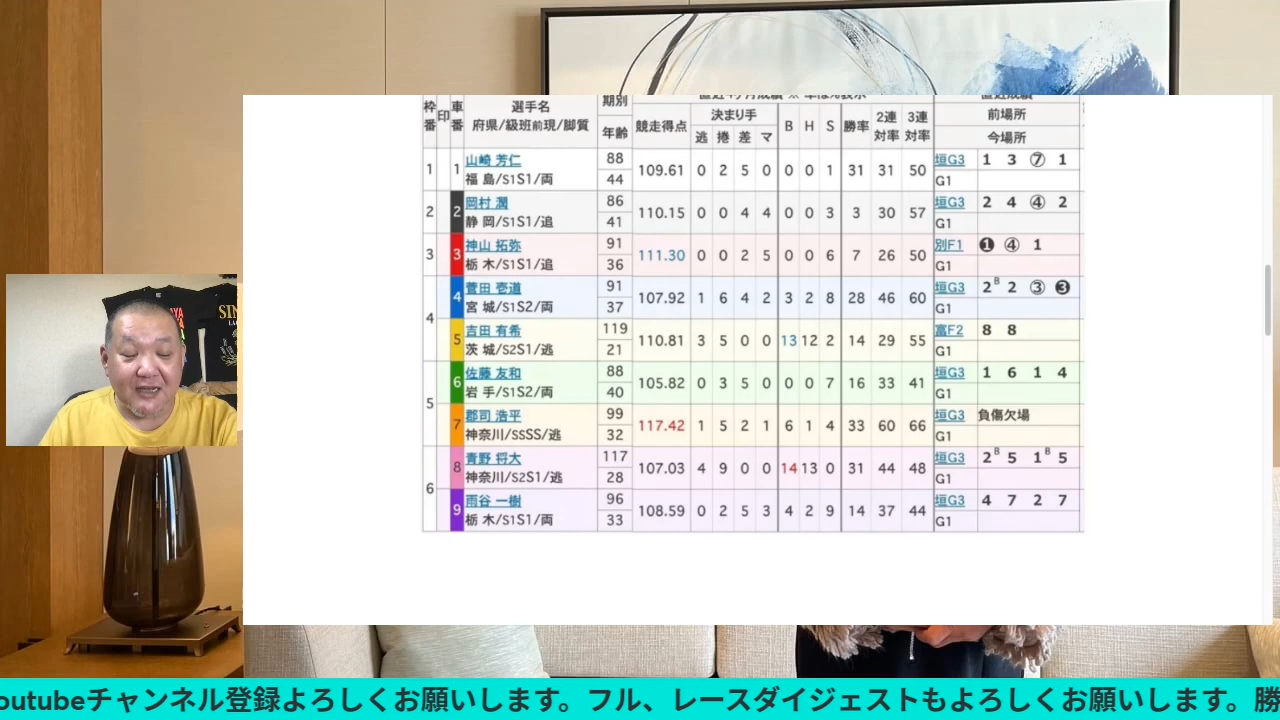 枠番 印 車番 選手名 府県/級班前現/脚質 期別 年齢 競走得点 決まり手 逃 捲 差 マ B H S 勝率 2連対率 3連対率 前場所 今場所
1 1 山崎 芳仁 福 島/S1S1/両 88 44 109.61 0 2 5 0 0 0 1 31 31 50 垣G3 1 3 ⑦ 1 G1
2 2 岡村 潤 静 岡/S1S1/追 86 41 110.15 0 0 4 4 0 0 3 3 30 57 垣G3 2 4 ④ 2 G1
3 3 神山 拓弥 栃 木/S1S1/追 91 36 111.30 0 0 2 5 0 0 6 7 26 50 別F1 ❶ ④ 1 G1
4 4 菅田 壱道 宮 城/S1S2/両 91 37 107.92 1 6 4 2 3 2 8 28 46 60 垣G3 2B 2 ③ ❸ G1
5 吉田 有希 茨 城/S2S1/逃 119 21 110.81 3 5 0 0 13 12 2 14 29 55 富F2 8 8 G1
5 6 佐藤 友和 岩 手/S1S2/両 88 40 105.82 0 3 5 0 0 0 7 16 33 41 垣G3 1 6 1 4 G1
7 郡司 浩平 神奈川/SSSS/逃 99 32 117.42 1 5 2 1 6 1 4 33 60 66 垣G3 負傷欠場 G1
6 8 青野 将大 神奈川/S2S1/逃 117 28 107.03 4 9 0 0 14 13 0 31 44 48 垣G3 2B 5 1B 5 G1
9 雨谷 一樹 栃 木/S1S1/両 96 33 108.59 0 2 5 3 4 2 9 14 37 44 垣G3 4 7 2 7 G1
outubeチャンネル登録よろしくお願いします。フル、レースダイジェストもよろしくお願いします。勝